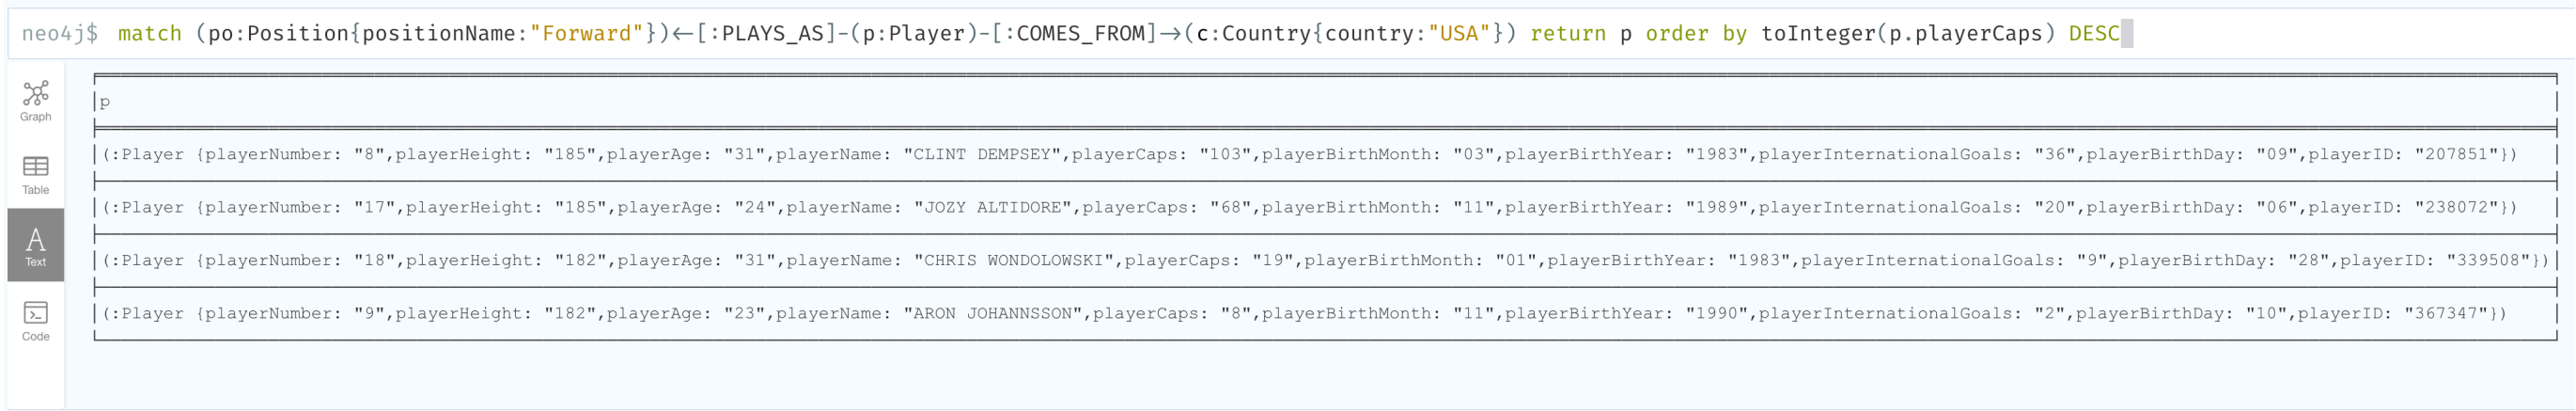 neo4j$ match (po:Position{positionName:"Forward"})<-[:PLAYS_AS]-(p:Player)-[:COMES_FROM]->(c:Country{country:"USA"}) return p order by toInteger(p.playerCaps) DESC
Graph
Table
Text
Code
p
(:Player {playerNumber: "8",playerHeight: "185",playerAge: "31",playerName: "CLINT DEMPSEY",playerCaps: "103",playerBirthMonth: "03",playerBirthYear: "1983",playerInternationalGoals: "36",playerBirthDay: "09",playerID: "207851"})
(:Player {playerNumber: "17",playerHeight: "185",playerAge: "24",playerName: "JOZY ALTIDORE",playerCaps: "68",playerBirthMonth: "11",playerBirthYear: "1989",playerInternationalGoals: "20",playerBirthDay: "06",playerID: "238072"})
(:Player {playerNumber: "18",playerHeight: "182",playerAge: "31",playerName: "CHRIS WONDOLOWSKI",playerCaps: "19",playerBirthMonth: "01",playerBirthYear: "1983",playerInternationalGoals: "9",playerBirthDay: "28",playerID: "339508"})
(:Player {playerNumber: "9",playerHeight: "182",playerAge: "23",playerName: "ARON JOHANNSSON",playerCaps: "8",playerBirthMonth: "11",playerBirthYear: "1990",playerInternationalGoals: "2",playerBirthDay: "10",playerID: "367347"})